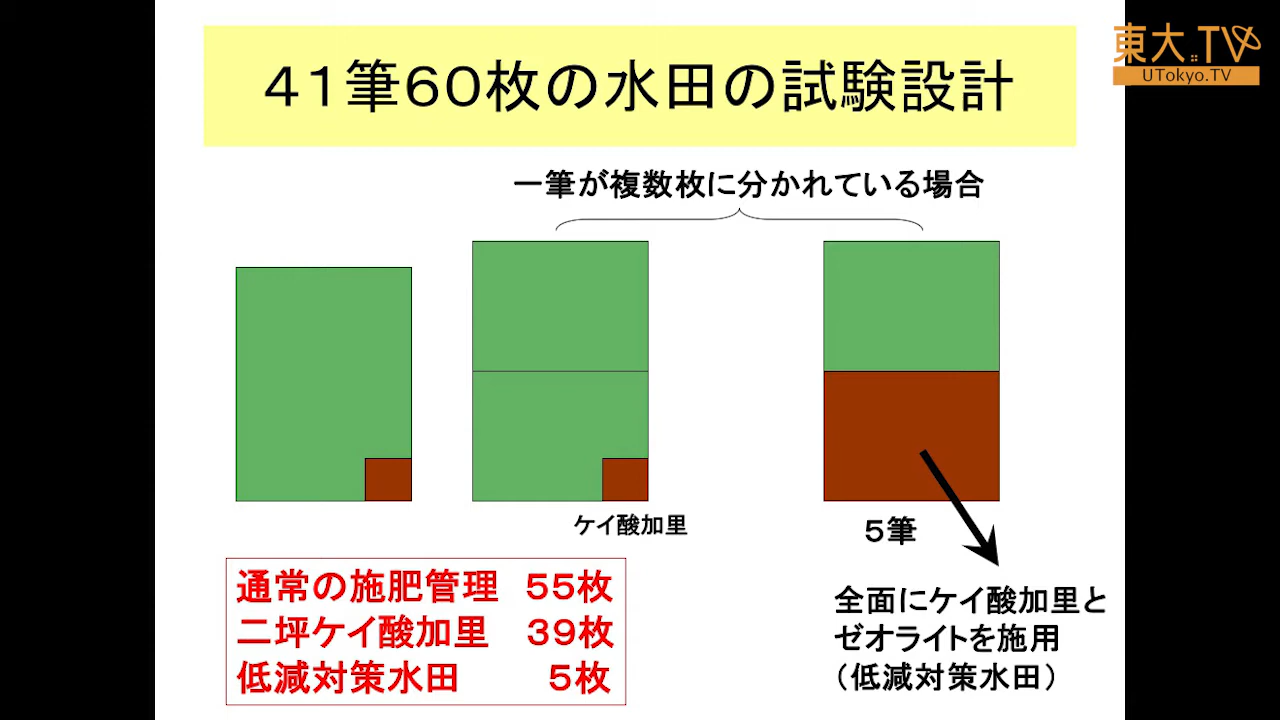 東大TV
UTokyo.TV
41筆60枚の水田の試験設計
一筆が複数枚に分かれている場合
ケイ酸加里
5筆
全面にケイ酸加里と
ゼオライトを施用
(低減対策水田)
通常の施肥管理 55枚
二坪ケイ酸加里 39枚
低減対策水田 5枚